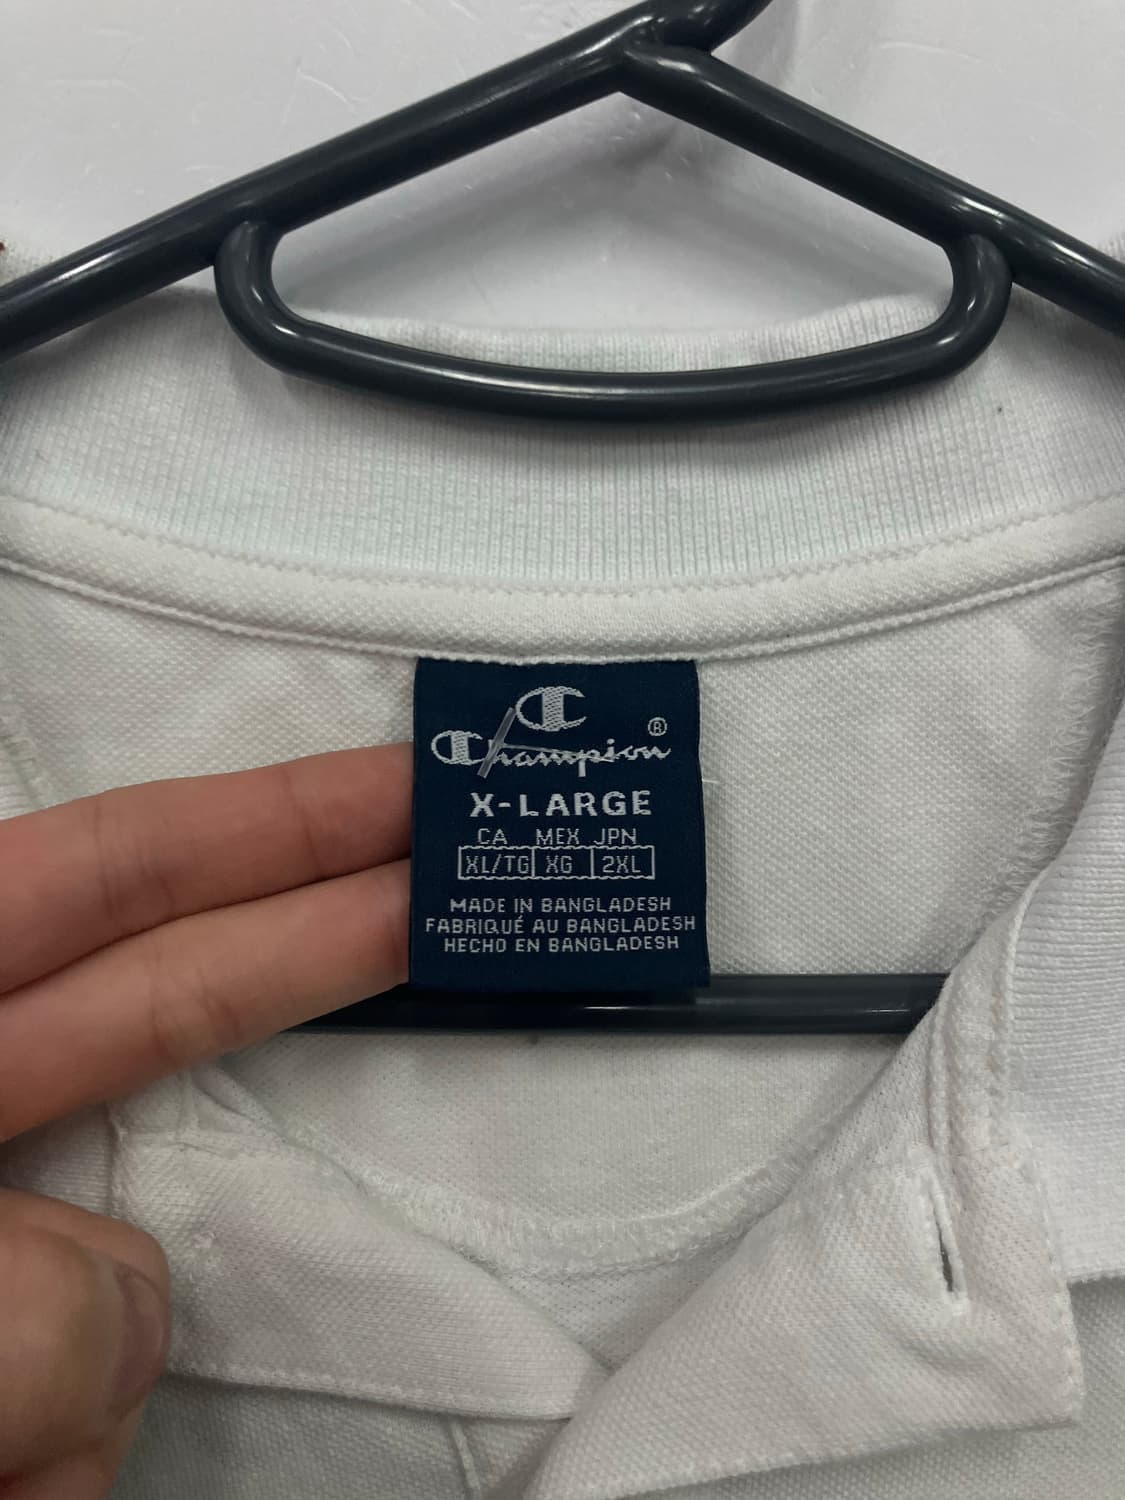 C
Champion ®
X-LARGE
CA MEX JPN
XL/TG XG 2XL
MADE IN BANGLADESH
FABRIQUÉ AU BANGLADESH
HECHO EN BANGLADESH